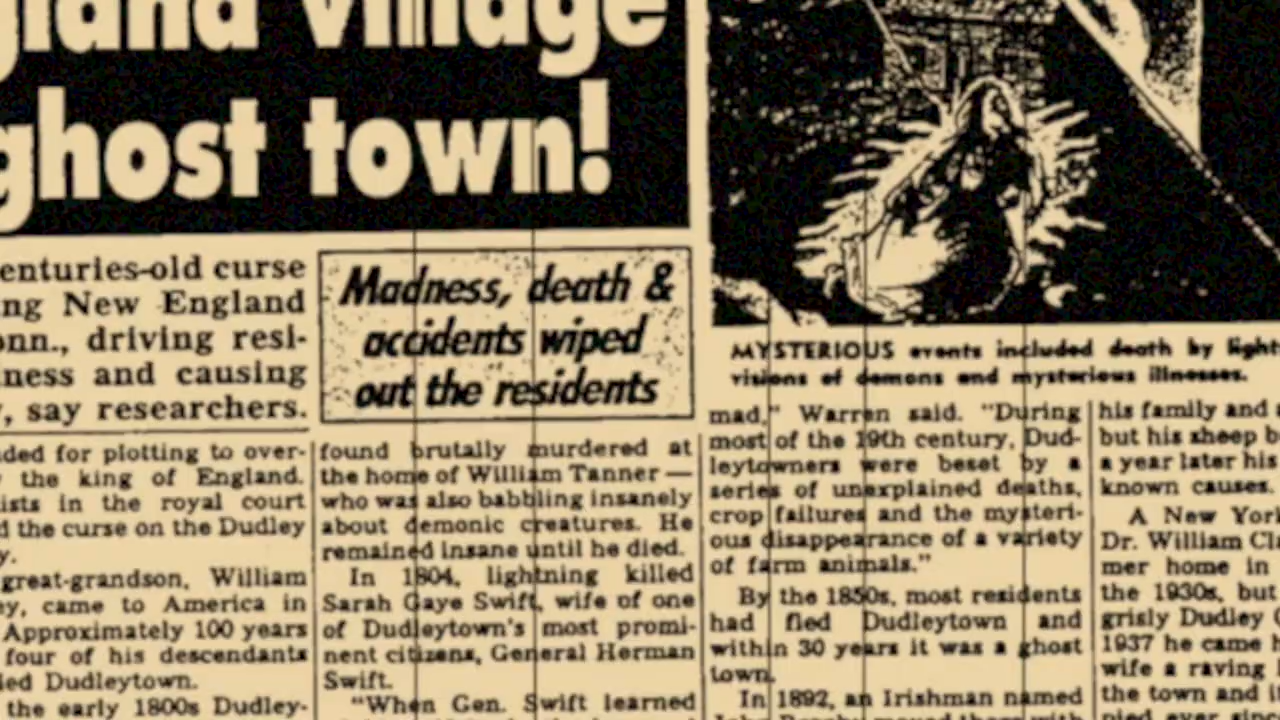 gland village
ghost town!
enturies-old curse
ing New England
onn., driving resi-
ness and causing
, say researchers.
Madness, death &
accidents wiped
out the residents
MYSTERIOUS events included death by light
visions of demons and mysterious illnesses.
ded for plotting to over-
the king of England.
ists in the royal court
d the curse on the Dudley
y.
great-grandson, William
ey, came to America in
Approximately 100 years
four of his descendants
ded Dudleytown.
the early 1800s Dudley-
found brutally murdered at
the home of William Tanner —
who was also babbling insanely
about demonic creatures. He
remained insane until he died.
In 1804, lightning killed
Sarah Gaye Swift, wife of one
of Dudleytown's most promi-
nent citizens, General Herman
Swift.
"When Gen. Swift learned
mad," Warren said. "During
most of the 19th century, Dud-
leytowners were beset by a
series of unexplained deaths,
crop failures and the mysteri-
ous disappearance of a variety
of farm animals."
By the 1850s, most residents
had fled Dudleytown and
within 30 years it was a ghost
town.
In 1892, an Irishman named
his family and
but his sheep b
a year later his
known causes.
A New York
Dr. William Cla
mer home in
the 1930s, but
grisly Dudley C
1937 he came h
wife a raving
the town and i